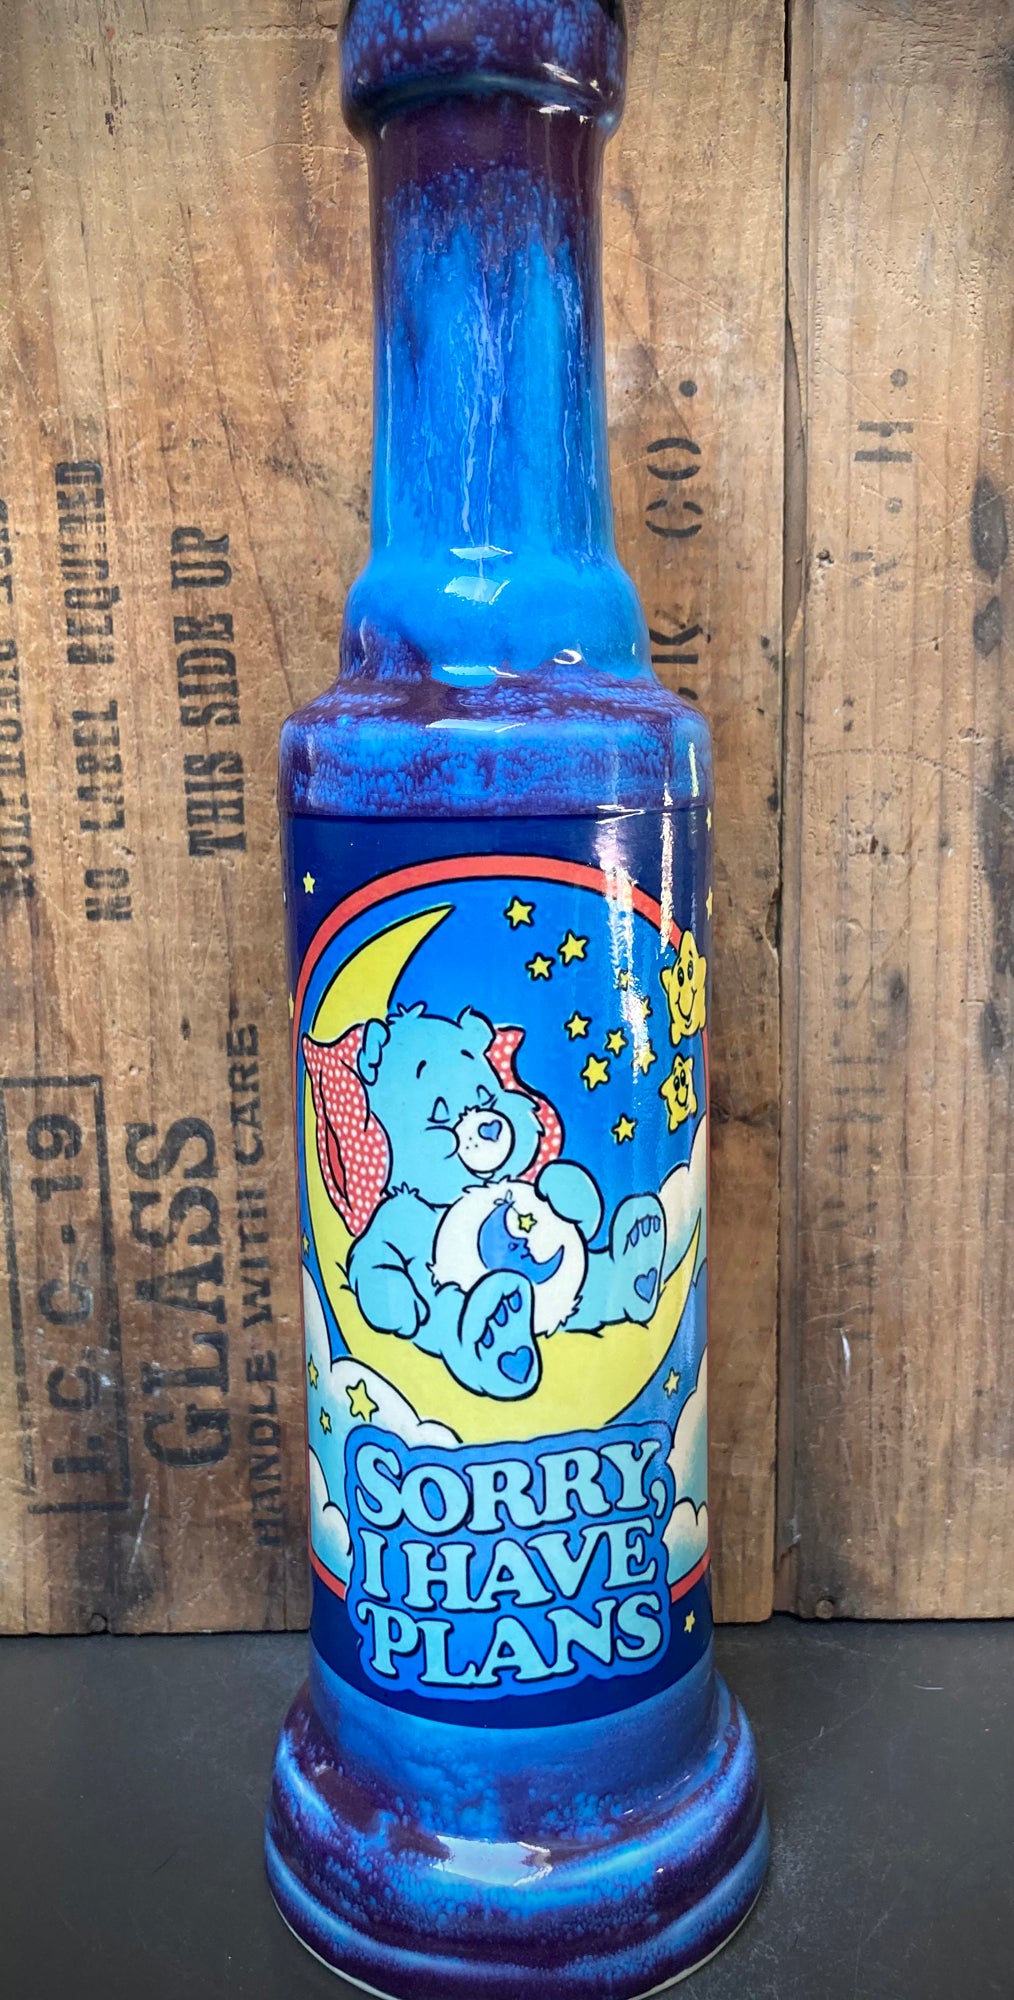 SORRY,
I HAVE
PLANS
NO LABEL REQUIRED
THIS SIDE UP
I.C.C.-19
GLASS
HANDLE WITH CARE
CO.
N.H.